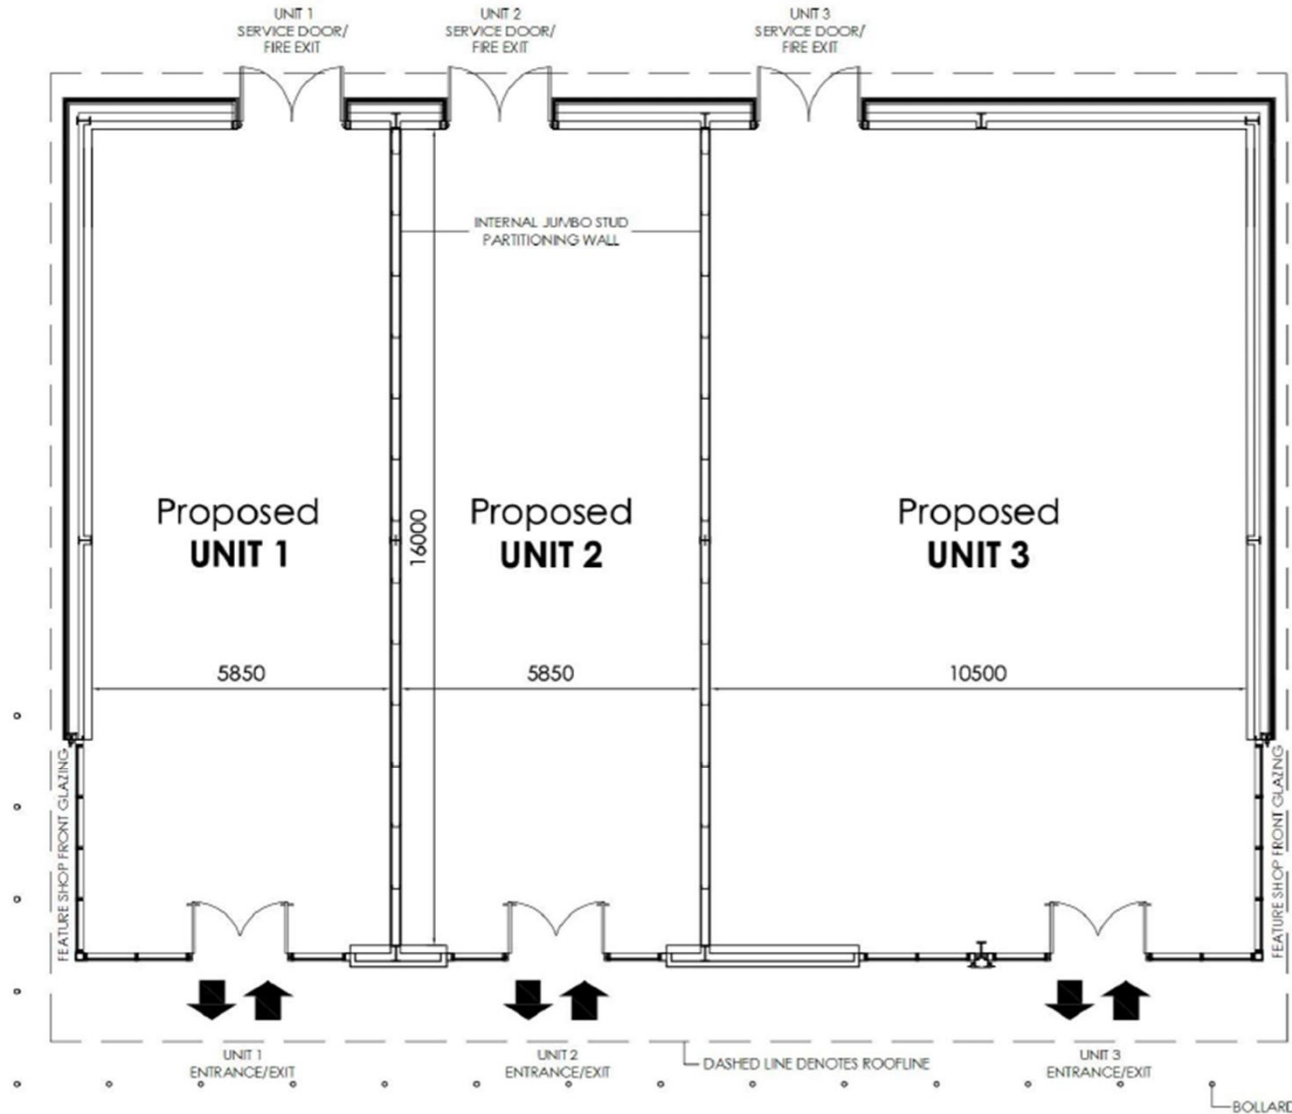 UNIT 1
SERVICE DOOR/
FIRE EXIT
UNIT 2
SERVICE DOOR/
FIRE EXIT
UNIT 3
SERVICE DOOR/
FIRE EXIT
INTERNAL JUMBO STUD
PARTITIONING WALL
Proposed
UNIT 1
16000
Proposed
UNIT 2
Proposed
UNIT 3
5850
5850
10500
FEATURE SHOP FRONT GLAZING
FEATURE SHOP FRONT GLAZING
UNIT 1
ENTRANCE/EXIT
UNIT 2
ENTRANCE/EXIT
DASHED LINE DENOTES ROOFLINE
UNIT 3
ENTRANCE/EXIT
BOLLARD